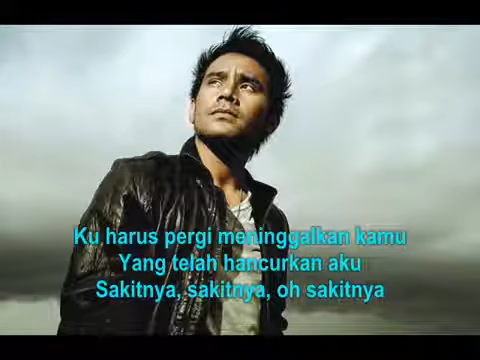 Ku harus pergi meninggalkan kamu
Yang telah hancurkan aku
Sakitnya, sakitnya, oh sakitnya